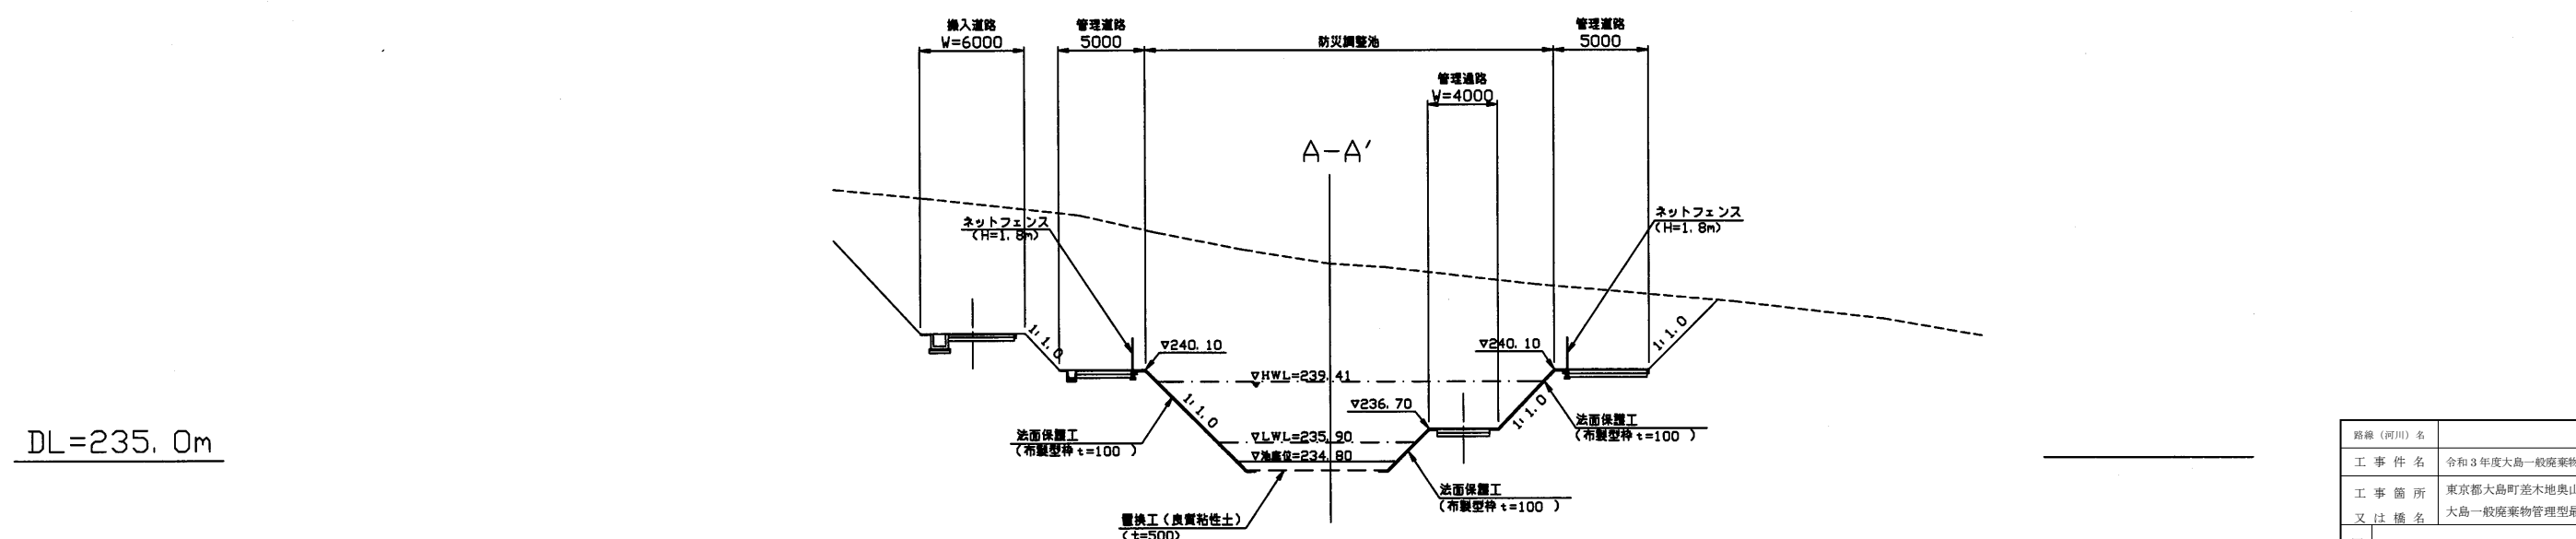 搬入道路
W=6000
管理道路
5000
防災調整池
管理道路
5000
管理通路
W=4000
A-A'
ネットフェンス
(H=1.8m)
ネットフェンス
(H=1.8m)
1:1.0
▽240.10
▽240.10
1:1.0
▽HWL=239.41
1:1.0
▽236.70
1:1.0
法面保護工
(布製型枠 t=100 )
法面保護工
(布製型枠 t=100 )
▽LWL=235.90
▽池底位=234.80
DL=235.0m
法面保護工
(布製型枠 t=100 )
置換工(良質粘性土)
(t=500)
路線(河川)名
工事件名 令和3年度大島一般廃棄物
工事箇所 東京都大島町差木地奥山
又は橋名 大島一般廃棄物管理型最